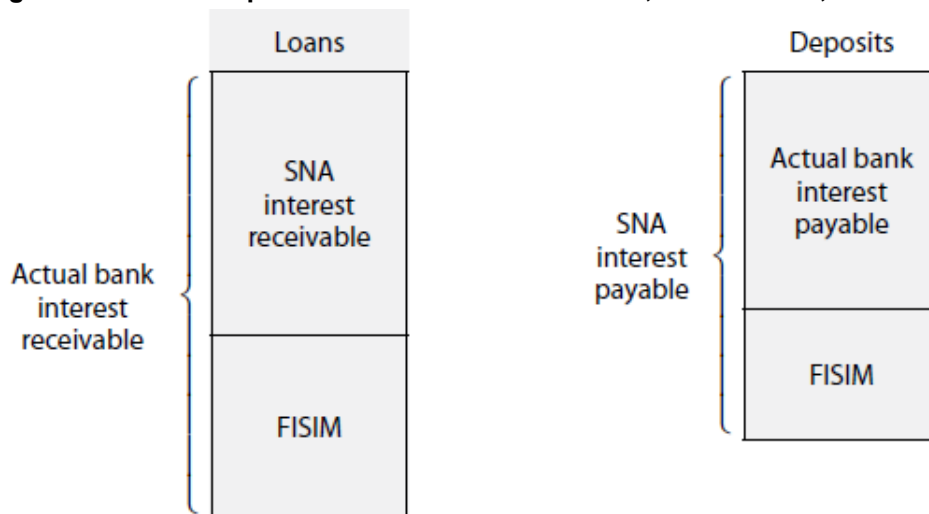 Loans
Deposits
SNA
interest
receivable
Actual bank
interest
payable
SNA
interest
payable
Actual bank
interest
receivable
FISIM
FISIM